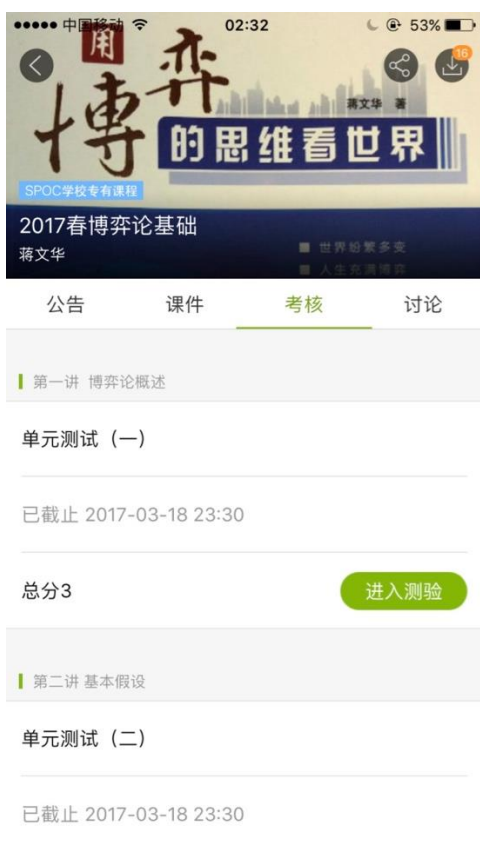 中国移动 02:32 53%
16
用
博弈
蒋文华 著
的思维看世界
SPOC学校专有课程
2017春博弈论基础
世界纷繁多变
蒋文华
人生充满博弈
公告 课件 考核 讨论
第一讲 博弈论概述
单元测试（一）
已截止 2017-03-18 23:30
总分3 进入测验
第二讲 基本假设
单元测试（二）
已截止 2017-03-18 23:30